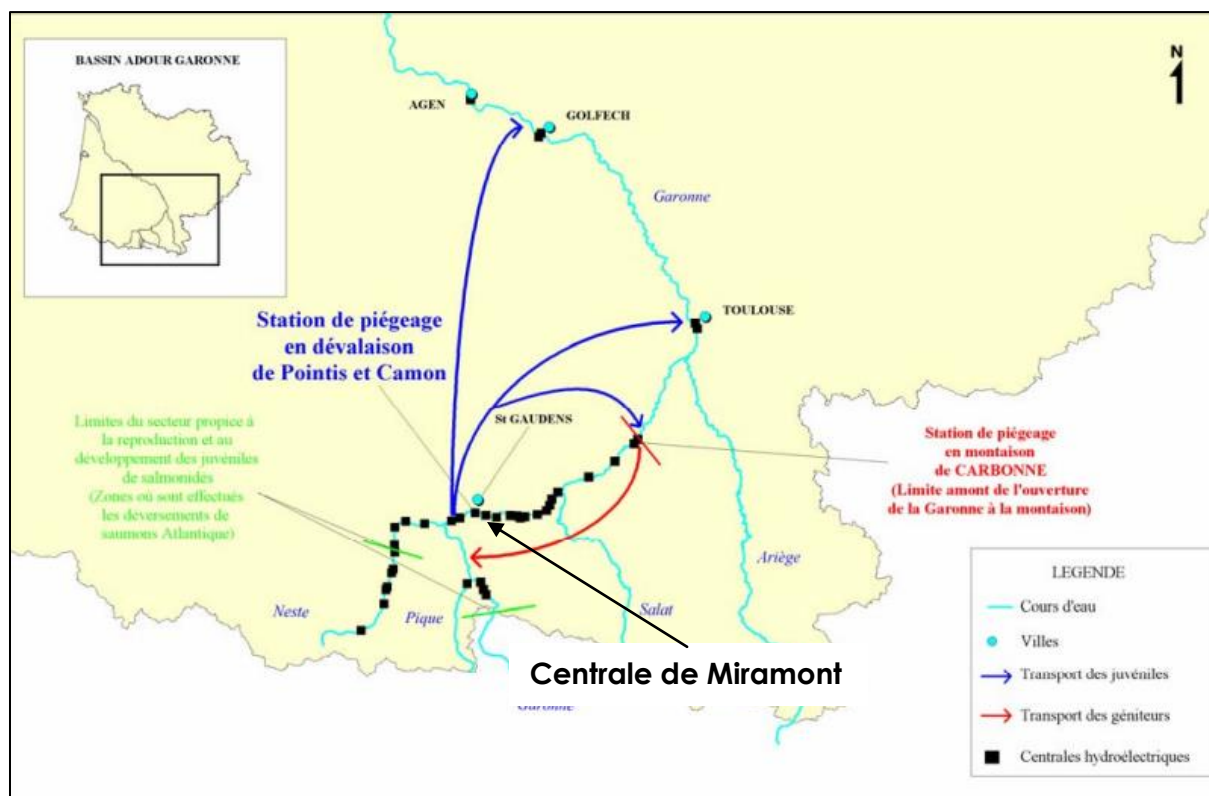 BASSIN ADOUR GARONNE
N
AGEN
GOLFECH
Garonne
Station de piégeage
en dévalaison
de Pointis et Camon
TOULOUSE
Limites du secteur propice à
la reproduction et au
développement des juvéniles
de salmonidés
(Zones où sont effectués
les déversements de
saumons Atlantique)
St GAUDENS
Station de piégeage
en montaison
de CARBONNE
(Limite amont de l'ouverture
de la Garonne à la montaison)
Neste
Pique
Salat
Ariège
Centrale de Miramont
Garonne
LEGENDE
Cours d'eau
Villes
Transport des juvéniles
Transport des géniteurs
Centrales hydroélectriques